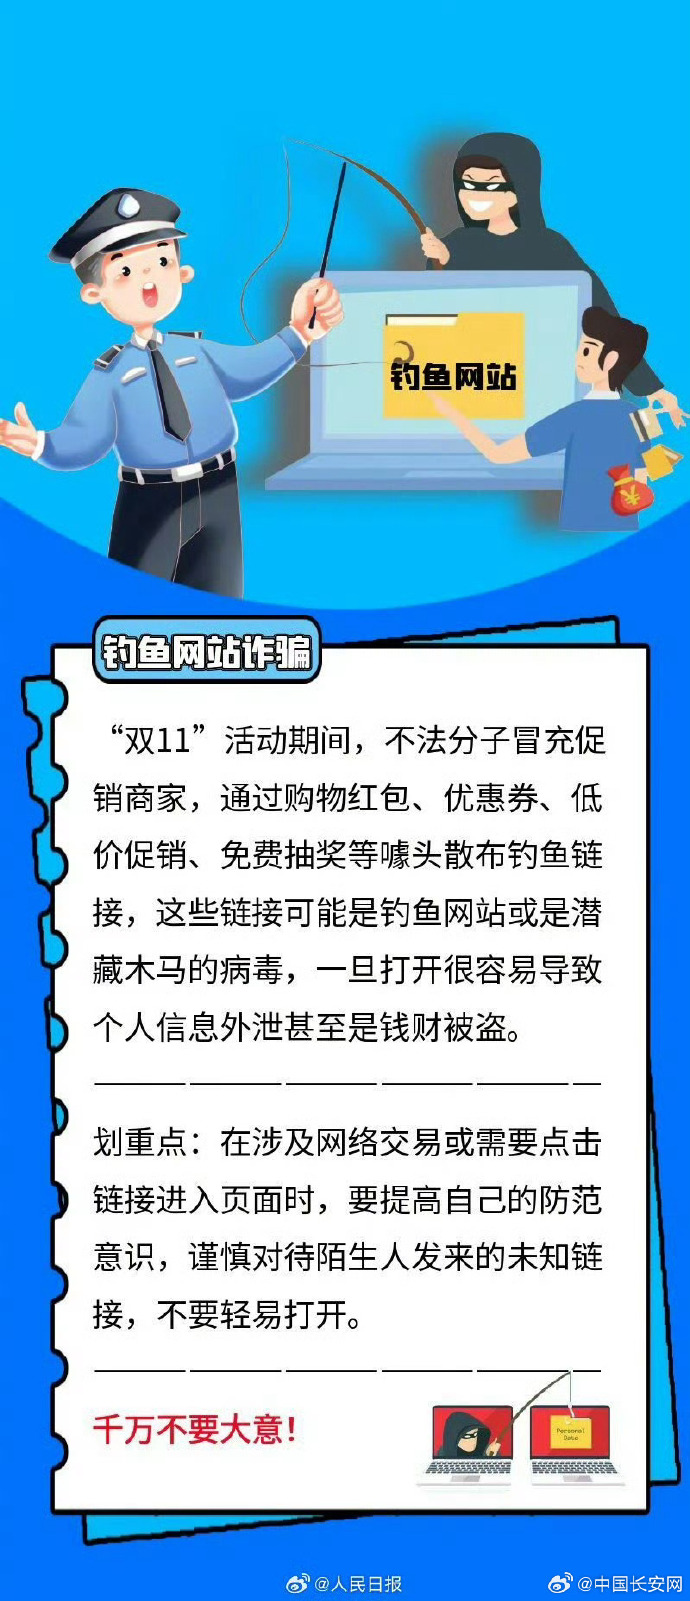 钓鱼网站
钓鱼网站诈骗
“双11”活动期间，不法分子冒充促
销商家，通过购物红包、优惠券、低
价促销、免费抽奖等噱头散布钓鱼链
接，这些链接可能是钓鱼网站或是潜
藏木马的病毒，一旦打开很容易导致
个人信息外泄甚至是钱财被盗。
划重点：在涉及网络交易或需要点击
链接进入页面时，要提高自己的防范
意识，谨慎对待陌生人发来的未知链
接，不要轻易打开。
千万不要大意！
Personal
Data
@人民日报
@中国长安网